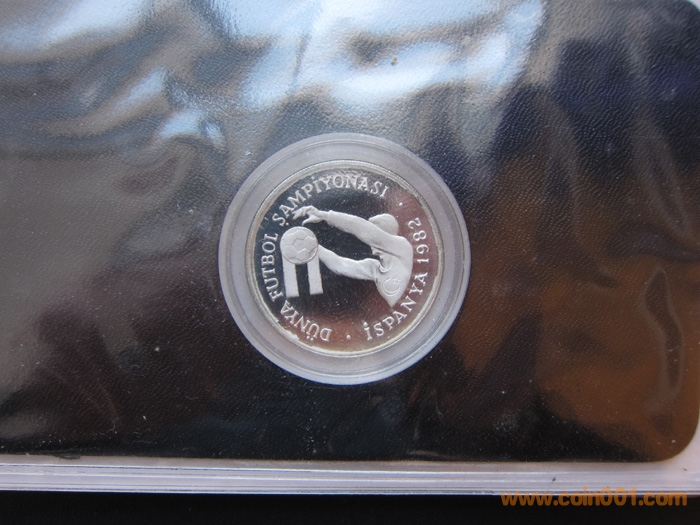 DÜNYA FUTBOL ŞAMPİYONASI
· İSPANYA 1982 ·
www.coin001.com